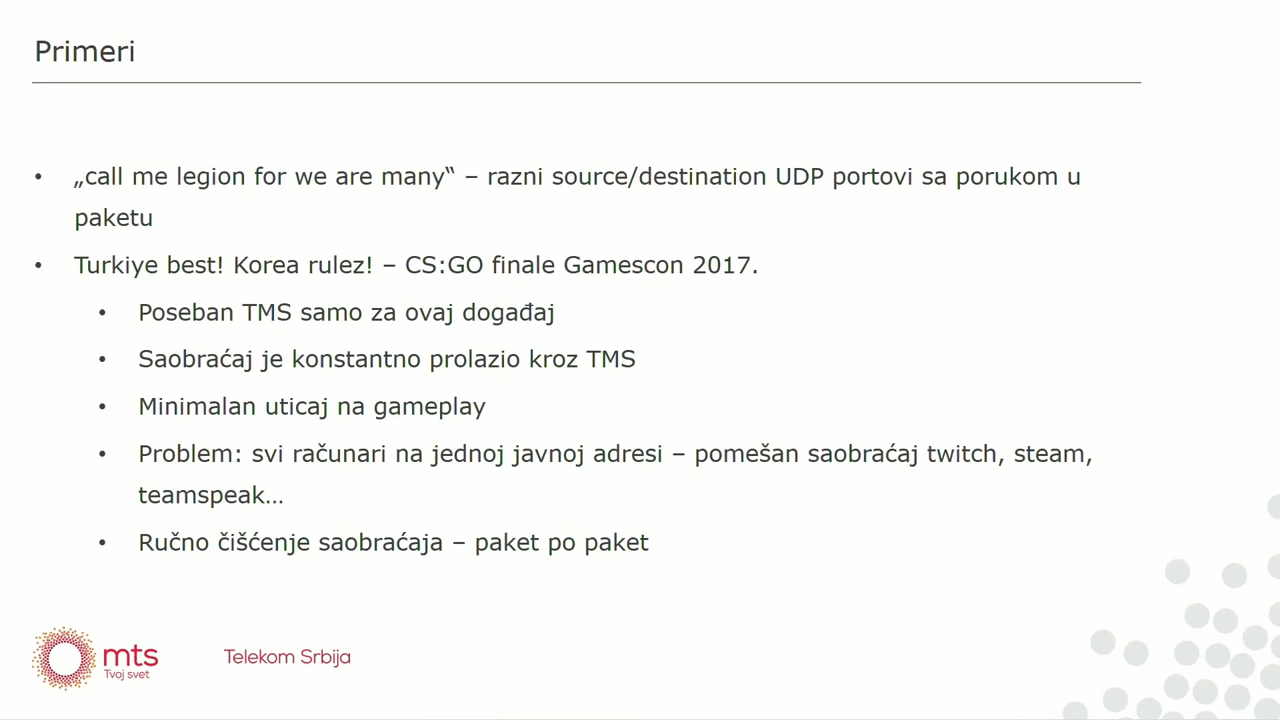 Primeri
• „call me legion for we are many“ – razni source/destination UDP portovi sa porukom u
paketu
• Turkiye best! Korea rulez! – CS:GO finale Gamescon 2017.
• Poseban TMS samo za ovaj događaj
• Saobraćaj je konstantno prolazio kroz TMS
• Minimalan uticaj na gameplay
• Problem: svi računari na jednoj javnoj adresi – pomešan saobraćaj twitch, steam,
teamspeak…
• Ručno čišćenje saobraćaja – paket po paket
mts
Tvoj svet
Telekom Srbija